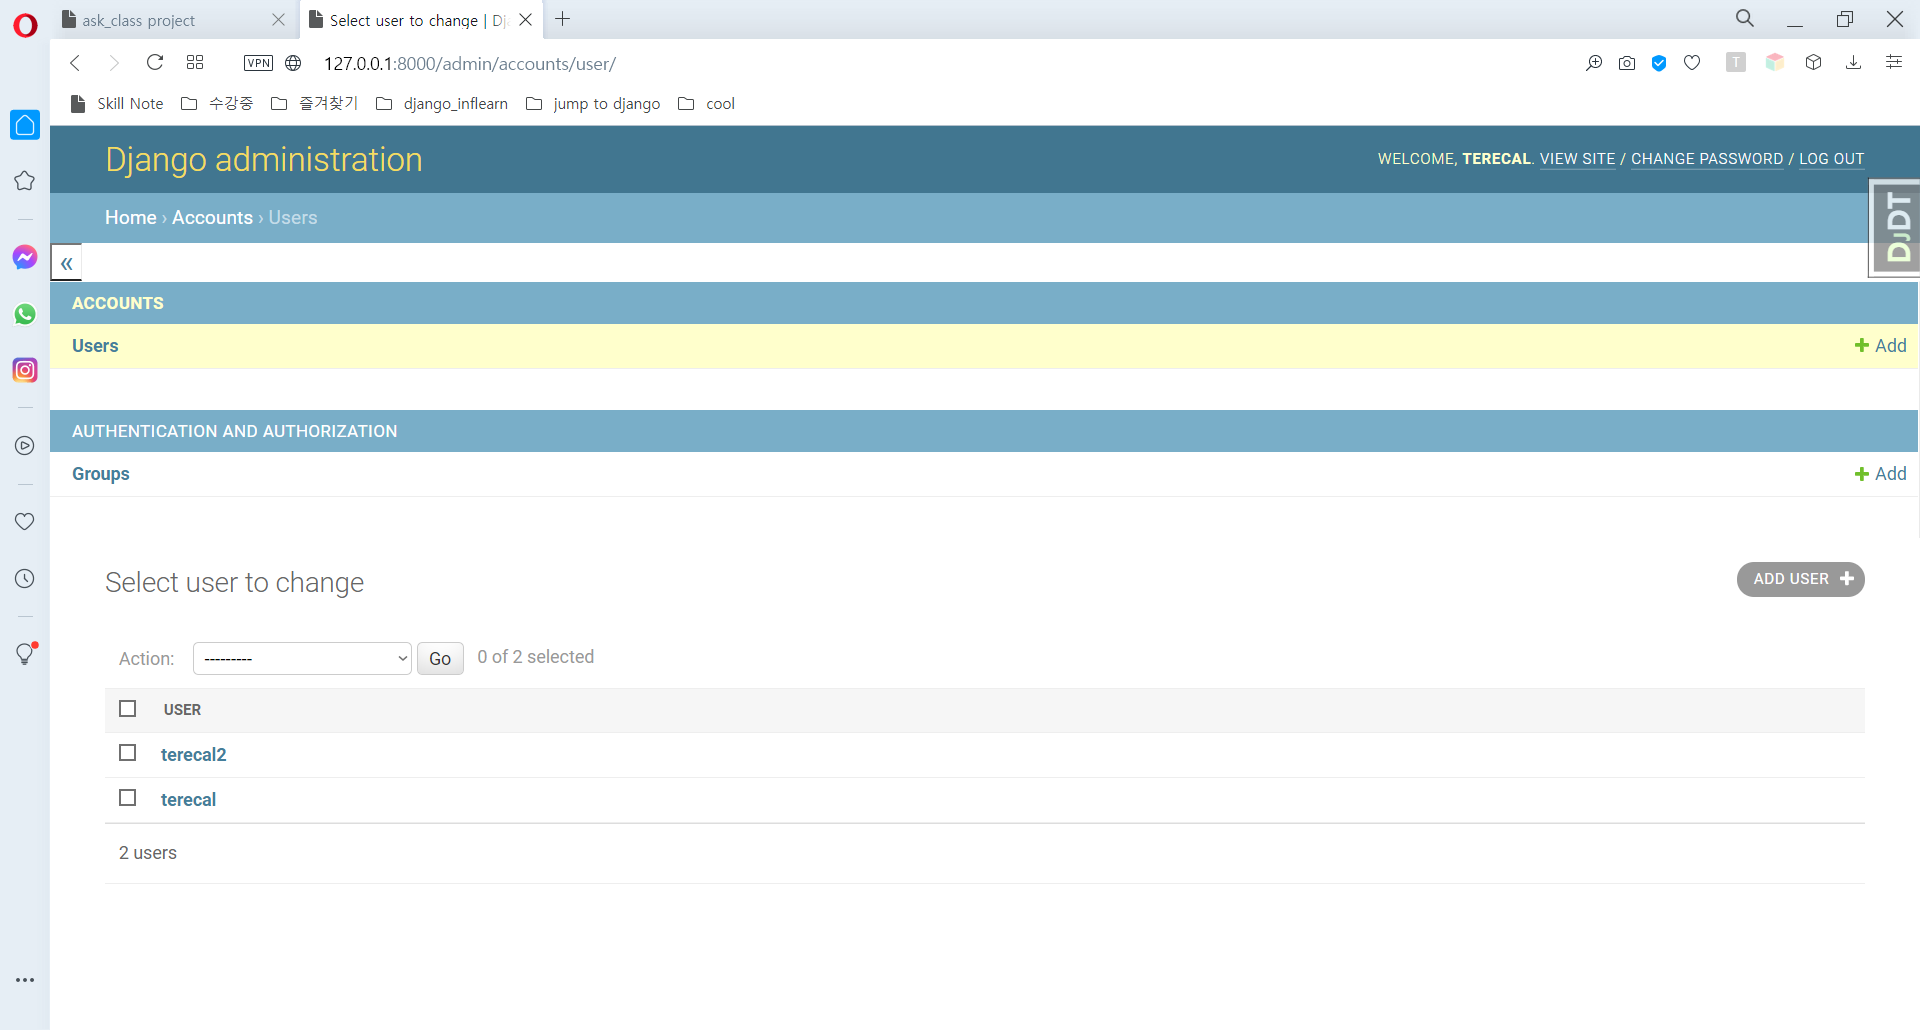 ask_class project
Select user to change | Dj
VPN
127.0.0.1:8000/admin/accounts/user/
T
Skill Note
수강중
즐겨찾기
django_inflearn
jump to django
cool
Django administration
WELCOME, TERECAL. VIEW SITE / CHANGE PASSWORD / LOG OUT
Home › Accounts › Users
DJDT
«
ACCOUNTS
Users
+ Add
AUTHENTICATION AND AUTHORIZATION
Groups
+ Add
Select user to change
ADD USER +
Action:
---------
Go
0 of 2 selected
USER
terecal2
terecal
2 users